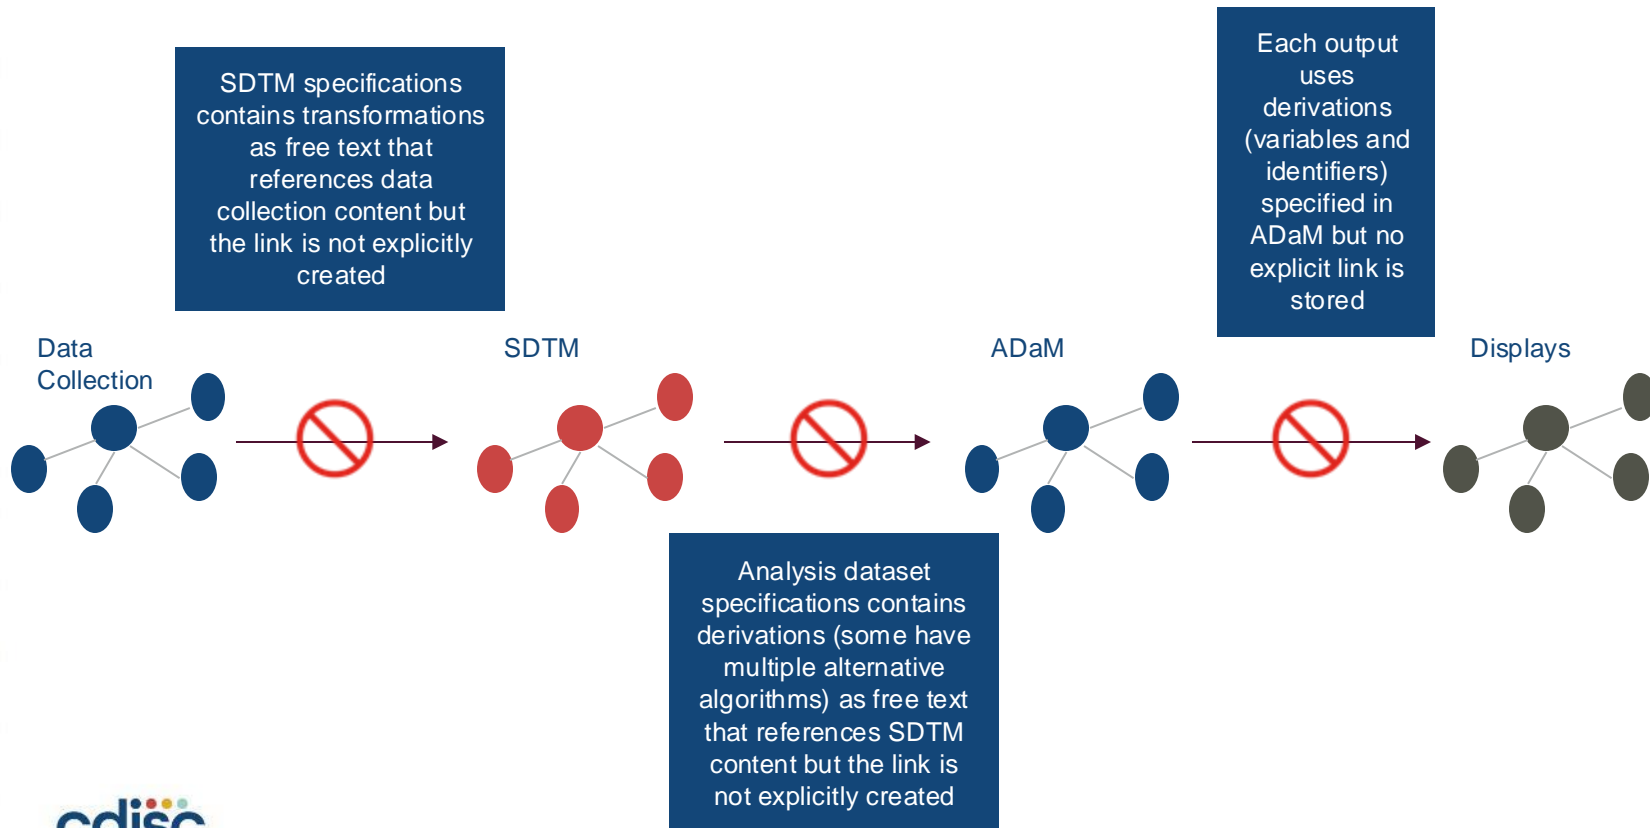 SDTM specifications
contains transformations
as free text that
references data
collection content but
the link is not explicitly
created
Each output
uses
derivations
(variables and
identifiers)
specified in
ADaM but no
explicit link is
stored
Data
Collection
SDTM
ADaM
Displays
Analysis dataset
specifications contains
derivations (some have
multiple alternative
algorithms) as free text
that references SDTM
content but the link is
not explicitly created
cdisc